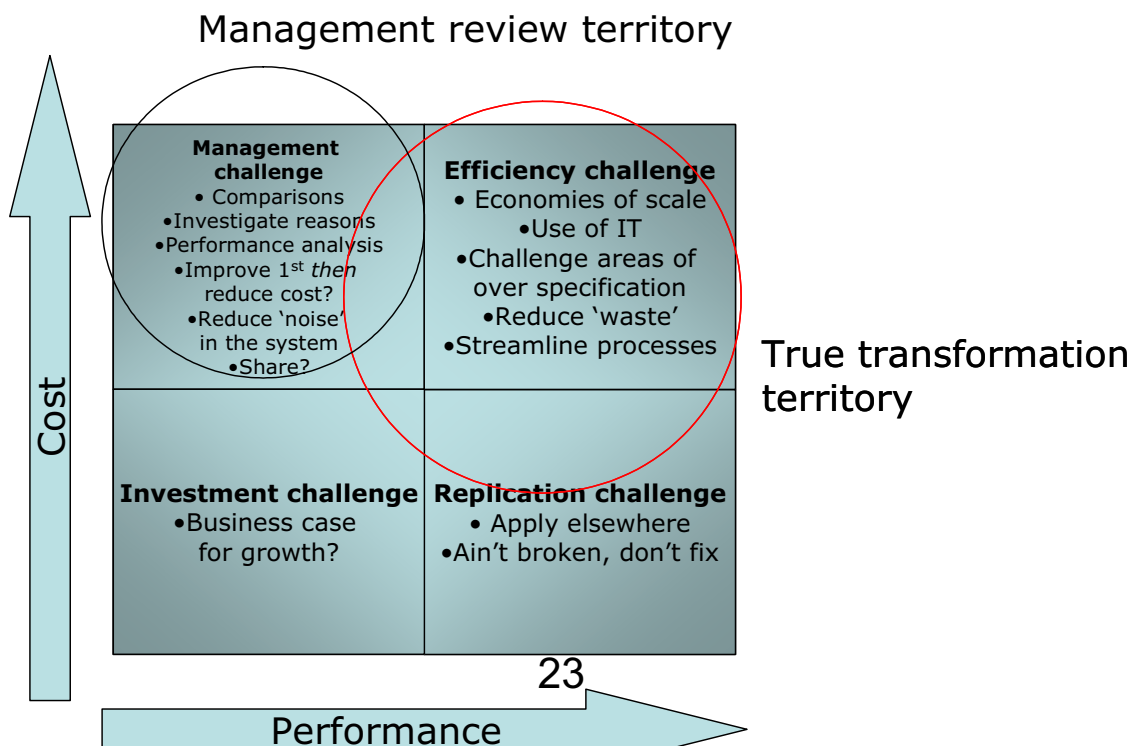 Management review territory
Management
challenge
• Comparisons
•Investigate reasons
•Performance analysis
•Improve 1st then
reduce cost?
•Reduce ‘noise’
in the system
•Share?
Efficiency challenge
• Economies of scale
•Use of IT
•Challenge areas of
over specification
•Reduce ‘waste’
•Streamline processes
True transformation
territory
Cost
Investment challenge
•Business case
for growth?
Replication challenge
• Apply elsewhere
•Ain’t broken, don’t fix
23
Performance